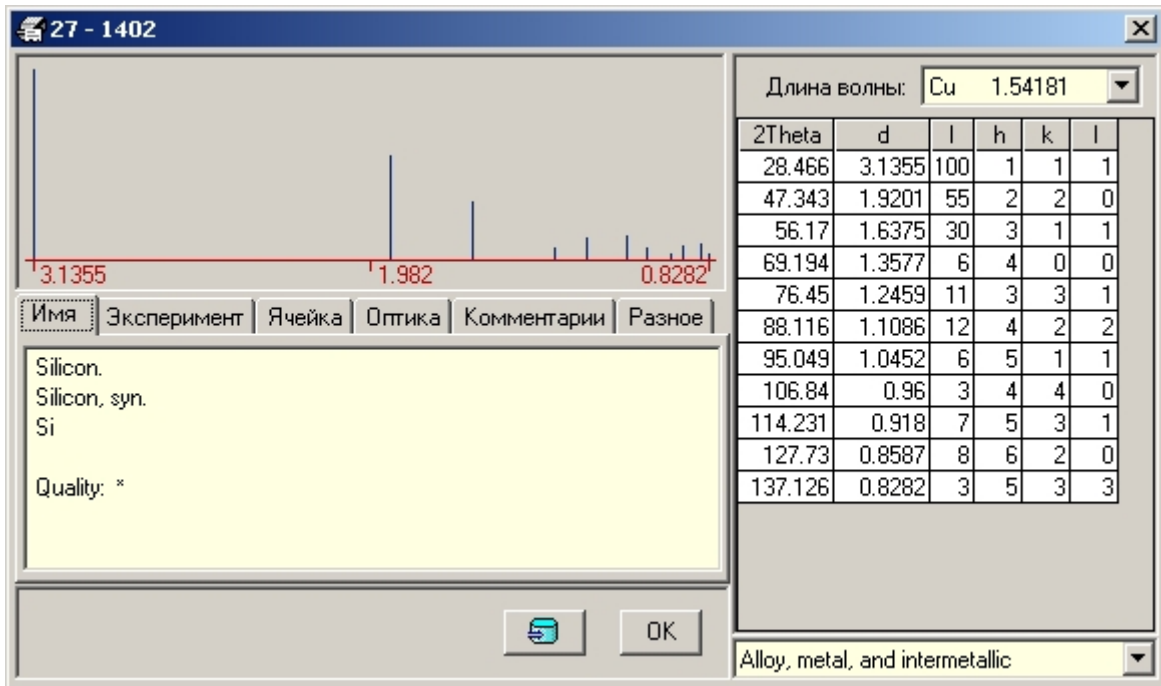 27 - 1402
3.1355 1.982 0.8282
Имя Эксперимент Ячейка Оптика Комментарии Разное
Silicon.
Silicon, syn.
Si
Quality: *
OK
Длина волны: Cu 1.54181
2Theta d I h k l
28.466 3.1355 100 1 1 1
47.343 1.9201 55 2 2 0
56.17 1.6375 30 3 1 1
69.194 1.3577 6 4 0 0
76.45 1.2459 11 3 3 1
88.116 1.1086 12 4 2 2
95.049 1.0452 6 5 1 1
106.84 0.96 3 4 4 0
114.231 0.918 7 5 3 1
127.73 0.8587 8 6 2 0
137.126 0.8282 3 5 3 3
Alloy, metal, and intermetallic